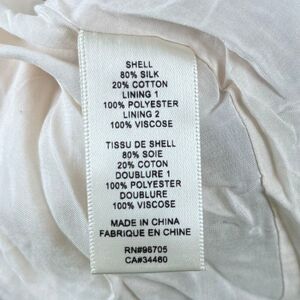 SHELL
80% SILK
20% COTTON
LINING 1
100% POLYESTER
LINING 2
100% VISCOSE
TISSU DE SHELL
80% SOIE
20% COTON
DOUBLURE 1
100% POLYESTER
DOUBLURE
100% VISCOSE
MADE IN CHINA
FABRIQUE EN CHINE
RN#98705
CA#34480